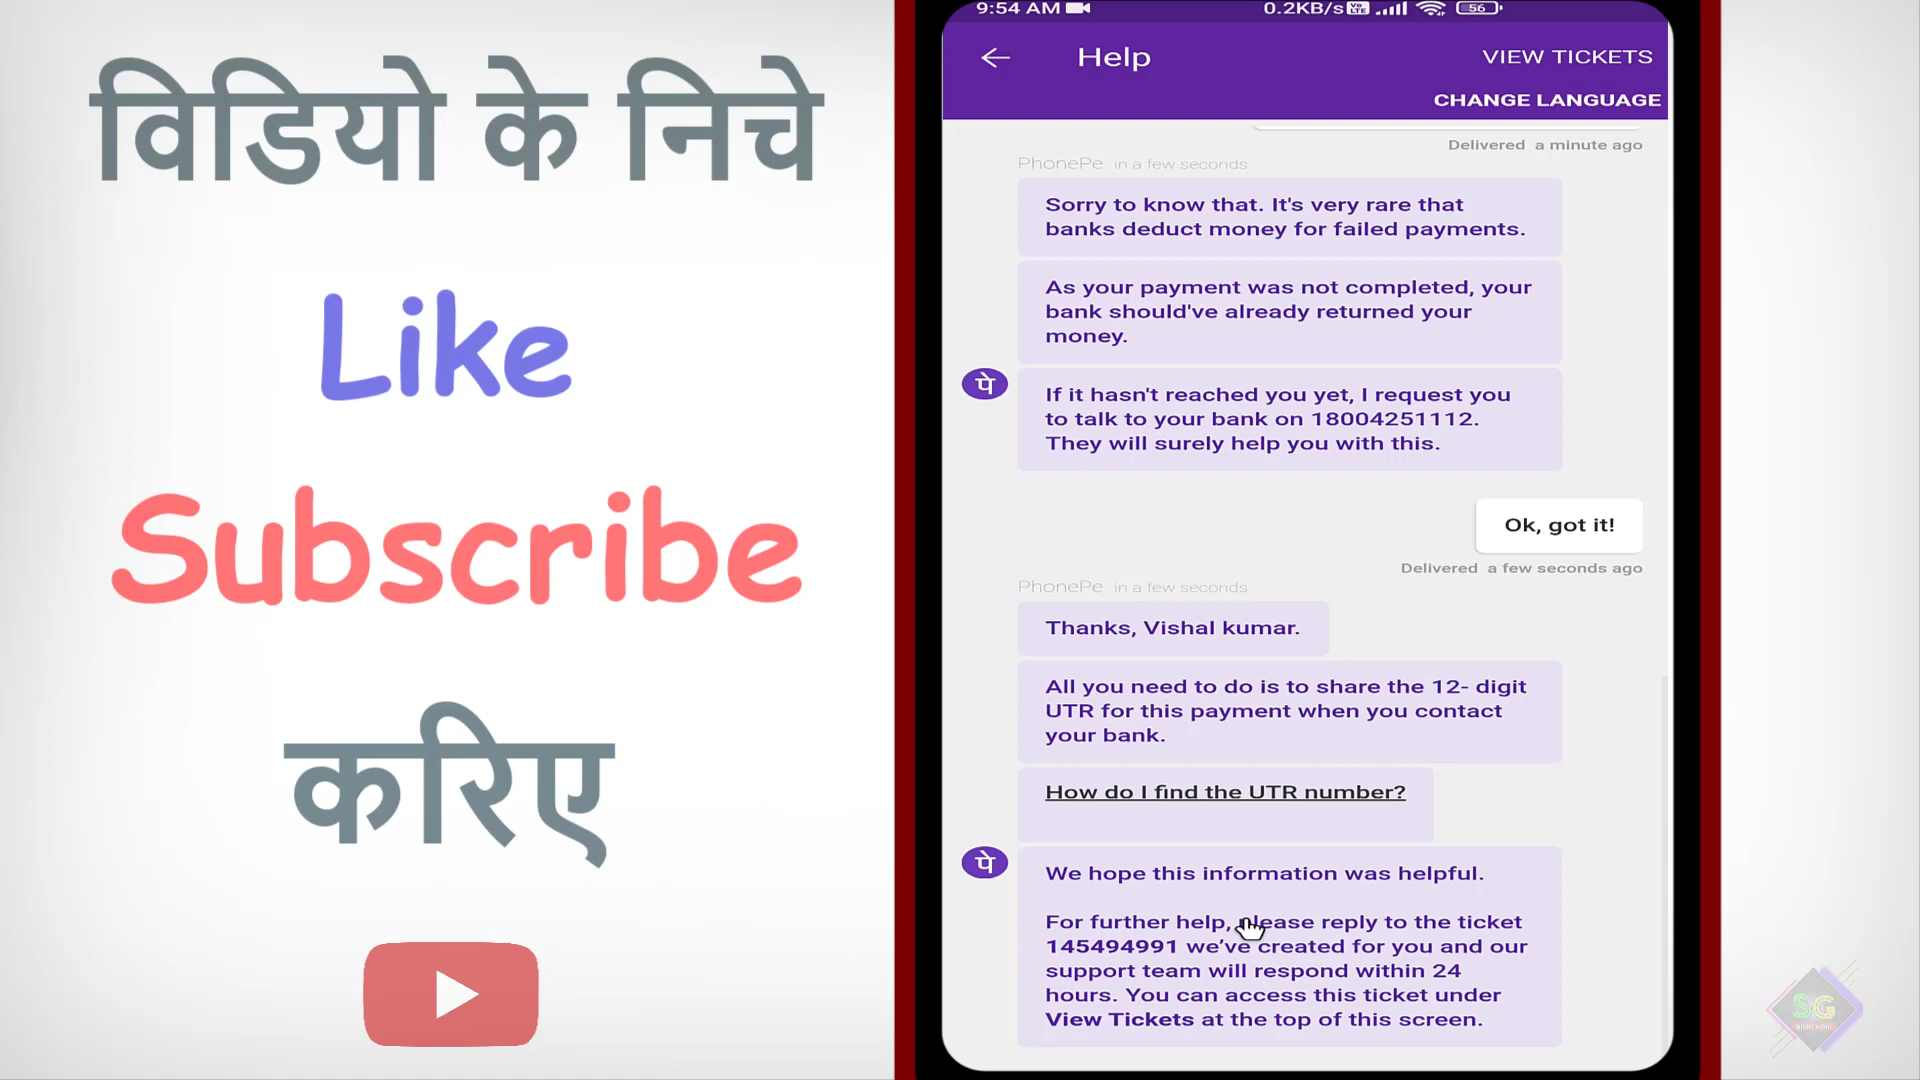 विडियो के निचे
Like
Subscribe
करिए
9:54 AM
0.2KB/s
Vo LTE
56
Help
VIEW TICKETS
CHANGE LANGUAGE
Delivered a minute ago
PhonePe in a few seconds
Sorry to know that. It's very rare that
banks deduct money for failed payments.
As your payment was not completed, your
bank should've already returned your
money.
पे
If it hasn't reached you yet, I request you
to talk to your bank on 18004251112.
They will surely help you with this.
Ok, got it!
Delivered a few seconds ago
PhonePe in a few seconds
Thanks, Vishal kumar.
All you need to do is to share the 12- digit
UTR for this payment when you contact
your bank.
How do I find the UTR number?
पे
We hope this information was helpful.
For further help, please reply to the ticket
145494991 we've created for you and our
support team will respond within 24
hours. You can access this ticket under
View Tickets at the top of this screen.
SG